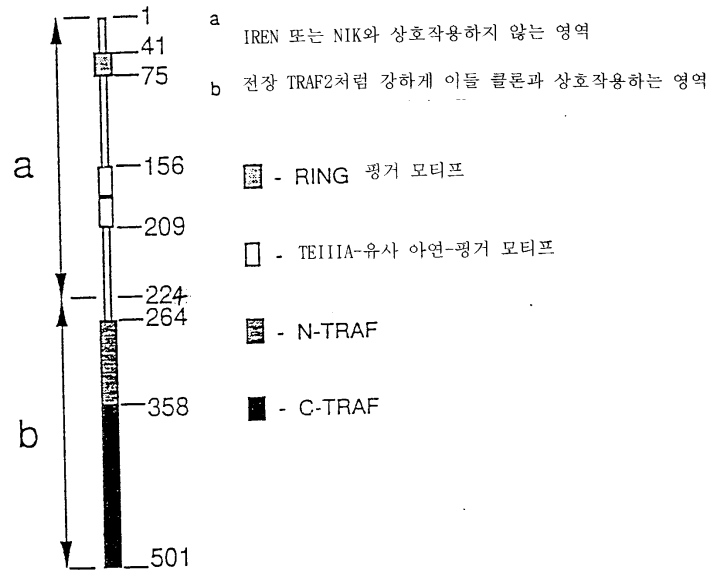 1
41
75
156
209
224
264
358
501
a
b
a IREN 또는 NIK와 상호작용하지 않는 영역
b 전장 TRAF2처럼 강하게 이들 클론과 상호작용하는 영역
- RING 핑거 모티프
- TEIIIA-유사 아연-핑거 모티프
- N-TRAF
- C-TRAF